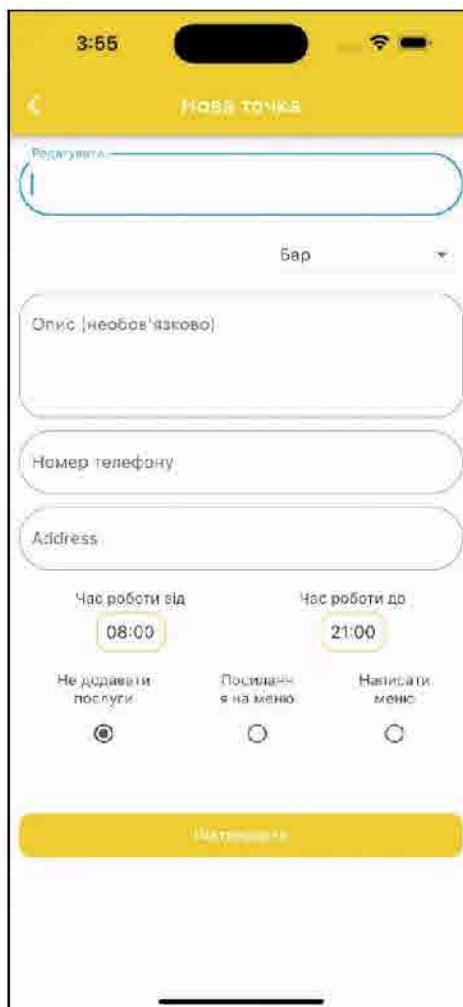 3:55
Нова точка
Редагувати
Бар
Опис (необов'язково)
Номер телефону
Address
Час роботи від
Час роботи до
08:00
21:00
Не додавати
послуги
Посиланн
я на меню
Написати
меню